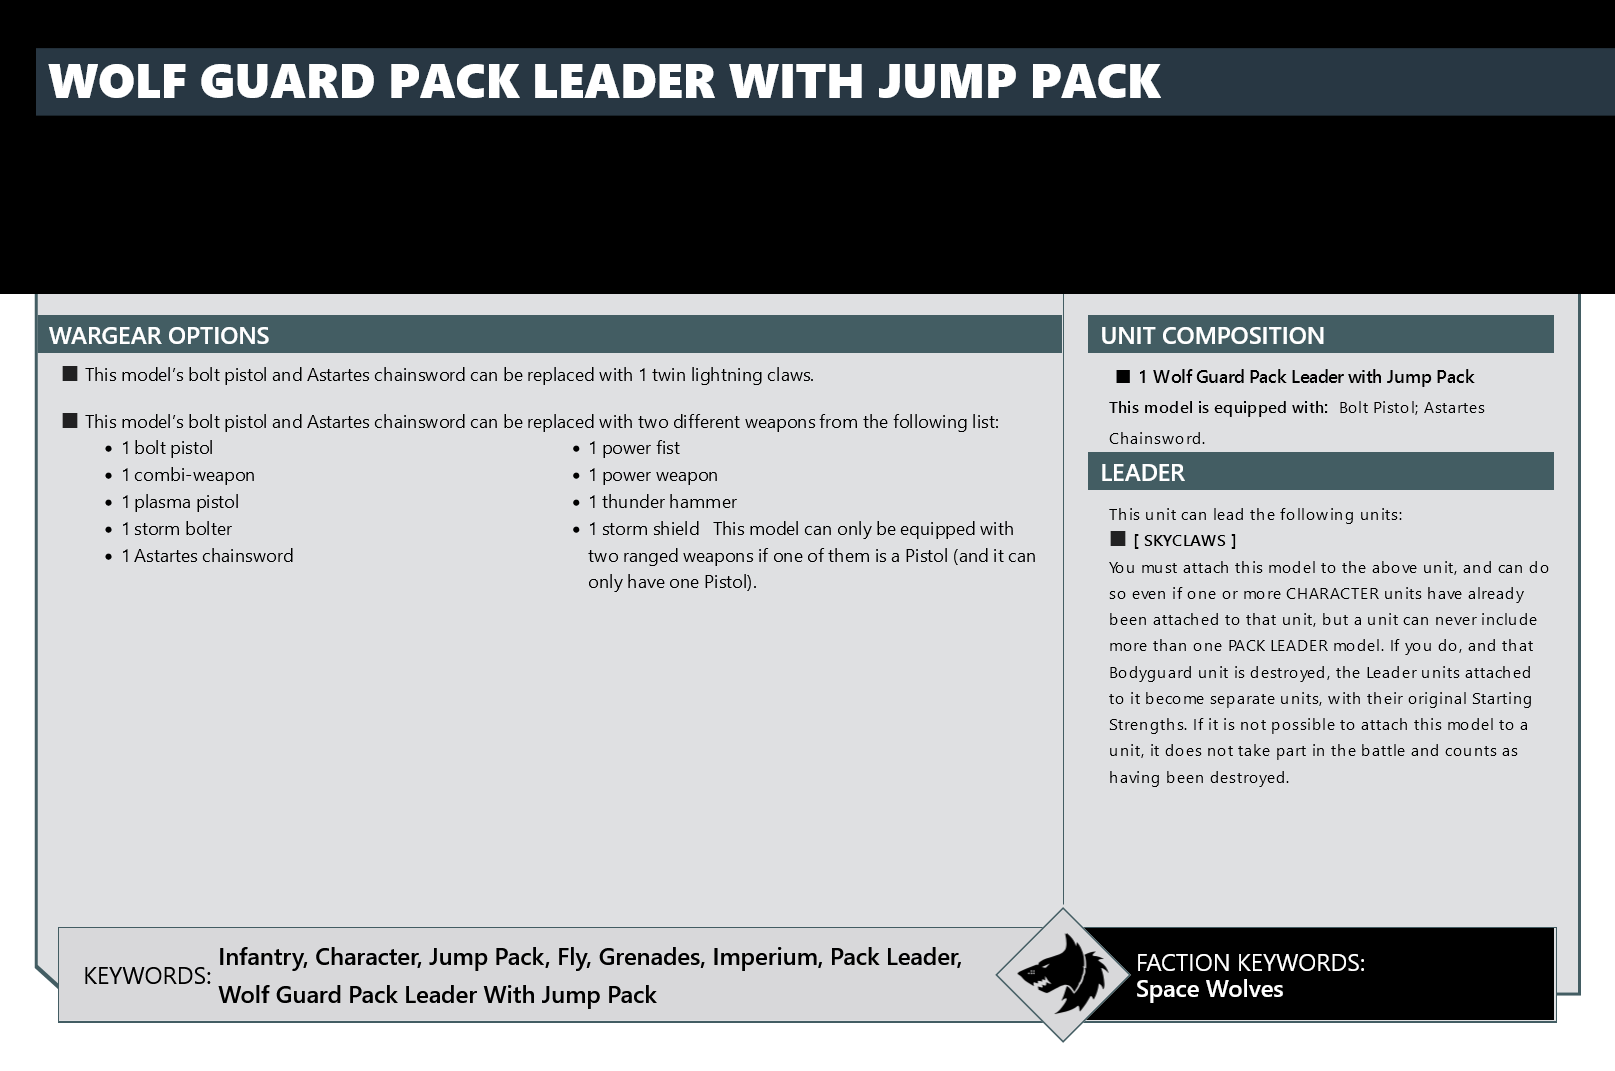 WOLF GUARD PACK LEADER WITH JUMP PACK
WARGEAR OPTIONS
■ This model’s bolt pistol and Astartes chainsword can be replaced with 1 twin lightning claws.
■ This model’s bolt pistol and Astartes chainsword can be replaced with two different weapons from the following list:
• 1 bolt pistol
• 1 combi-weapon
• 1 plasma pistol
• 1 storm bolter
• 1 Astartes chainsword
• 1 power fist
• 1 power weapon
• 1 thunder hammer
• 1 storm shield This model can only be equipped with
two ranged weapons if one of them is a Pistol (and it can
only have one Pistol).
UNIT COMPOSITION
■ 1 Wolf Guard Pack Leader with Jump Pack
This model is equipped with: Bolt Pistol; Astartes
Chainsword.
LEADER
This unit can lead the following units:
■ [ SKYCLAWS ]
You must attach this model to the above unit, and can do
so even if one or more CHARACTER units have already
been attached to that unit, but a unit can never include
more than one PACK LEADER model. If you do, and that
Bodyguard unit is destroyed, the Leader units attached
to it become separate units, with their original Starting
Strengths. If it is not possible to attach this model to a
unit, it does not take part in the battle and counts as
having been destroyed.
KEYWORDS: Infantry, Character, Jump Pack, Fly, Grenades, Imperium, Pack Leader,
Wolf Guard Pack Leader With Jump Pack
FACTION KEYWORDS:
Space Wolves